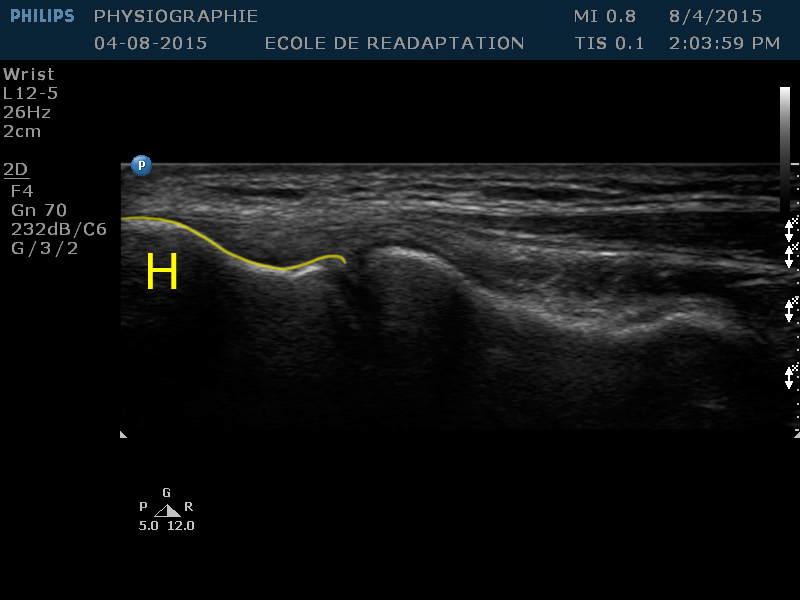 PHILIPS PHYSIOGRAPHIE MI 0.8 8/4/2015
04-08-2015 ECOLE DE READAPTATION TIS 0.1 2:03:59 PM
Wrist
L12-5
26Hz
2cm
2D
F4
Gn 70
232dB/C6
G/3/2
P
H
G
P R
5.0 12.0